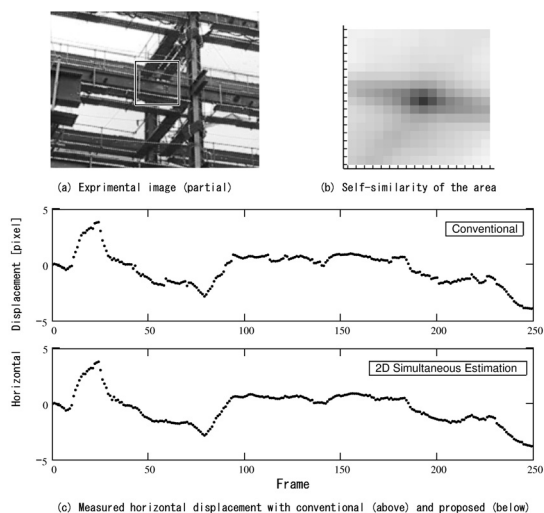 (a) Exprimental image (partial)
(b) Self-similarity of the area
5
Displacement [pixel]
Conventional
0
−5
0
50
100
150
200
250
5
Horizontal
2D Simultaneous Estimation
0
−5
0
50
100
150
200
250
Frame
(c) Measured horizontal displacement with conventional (above) and proposed (below)